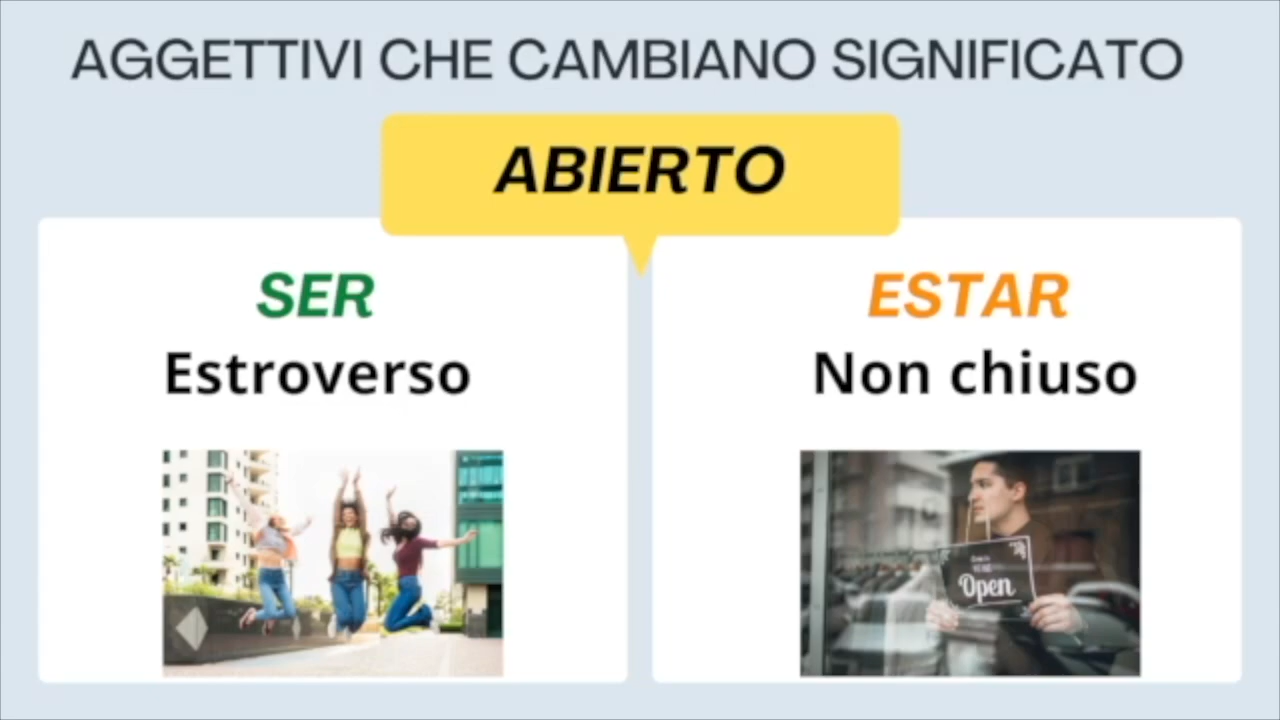 AGGETTIVI CHE CAMBIANO SIGNIFICATO
ABIERTO
SER
Estroverso
ESTAR
Non chiuso
Open